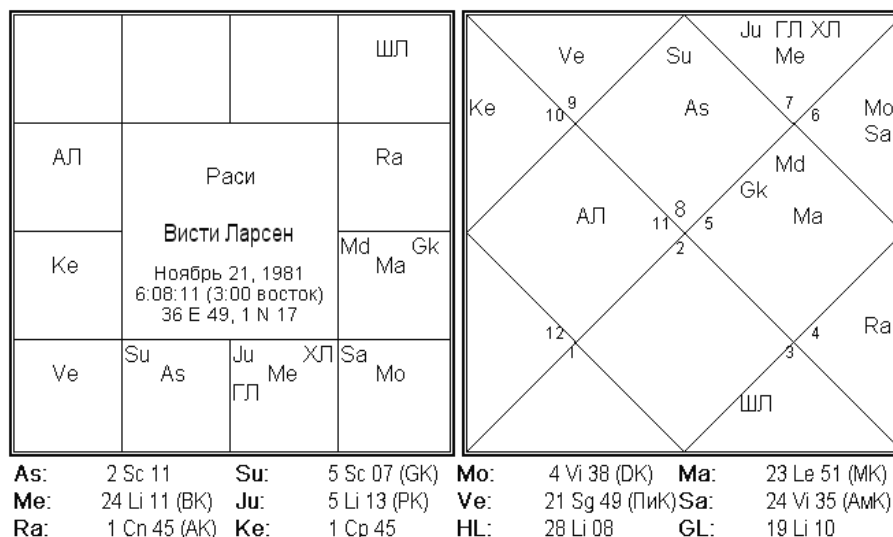 ШЛ
АЛ
Ra
Раси
Висти Ларсен
Ноябрь 21, 1981
6:08:11 (3:00 восток)
36 E 49, 1 N 17
Ke
Md Gk
Ma
Ve
Su
As
Ju ХЛ
Me
ГЛ
Sa
Mo
Ju ГЛ ХЛ
Me
Ve
Su
Ke
9
10
As
7
6
Mo
Sa
Md
Gk
АЛ
8
11
5
2
Ma
12
1
4
3
Ra
ШЛ
As: 2 Sc 11 Su: 5 Sc 07 (GK) Mo: 4 Vi 38 (DK) Ma: 23 Le 51 (MK)
Me: 24 Li 11 (BK) Ju: 5 Li 13 (PK) Ve: 21 Sg 49 (ПиК) Sa: 24 Vi 35 (АмК)
Ra: 1 Cn 45 (AK) Ke: 1 Cp 45 HL: 28 Li 08 GL: 19 Li 10